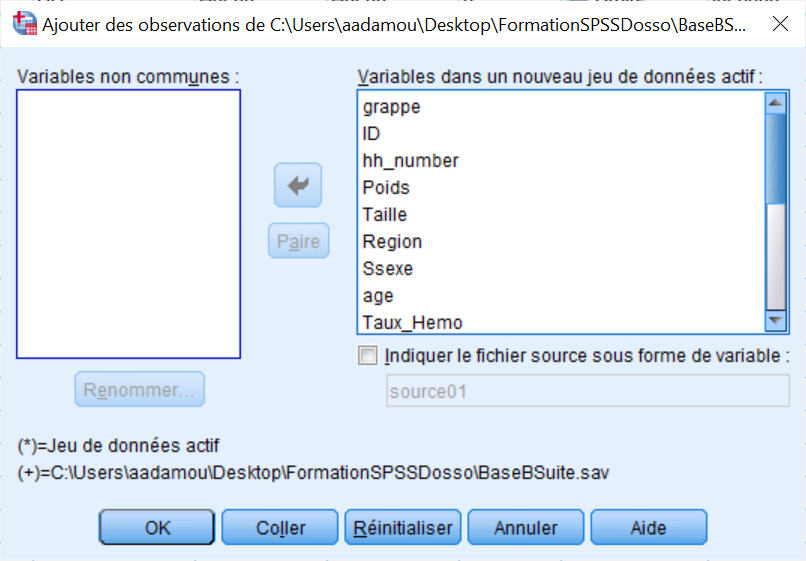 Ajouter des observations de C:\Users\aadamou\Desktop\FormationSPSSDosso\BaseBS...
Variables non communes :
Variables dans un nouveau jeu de données actif :
grappe
ID
hh_number
Poids
Taille
Region
Ssexe
age
Taux_Hemo
Paire
Indiquer le fichier source sous forme de variable :
Renommer...
source01
(*)=Jeu de données actif
(+)=C:\Users\aadamou\Desktop\FormationSPSSDosso\BaseBSuite.sav
OK Coller Réinitialiser Annuler Aide